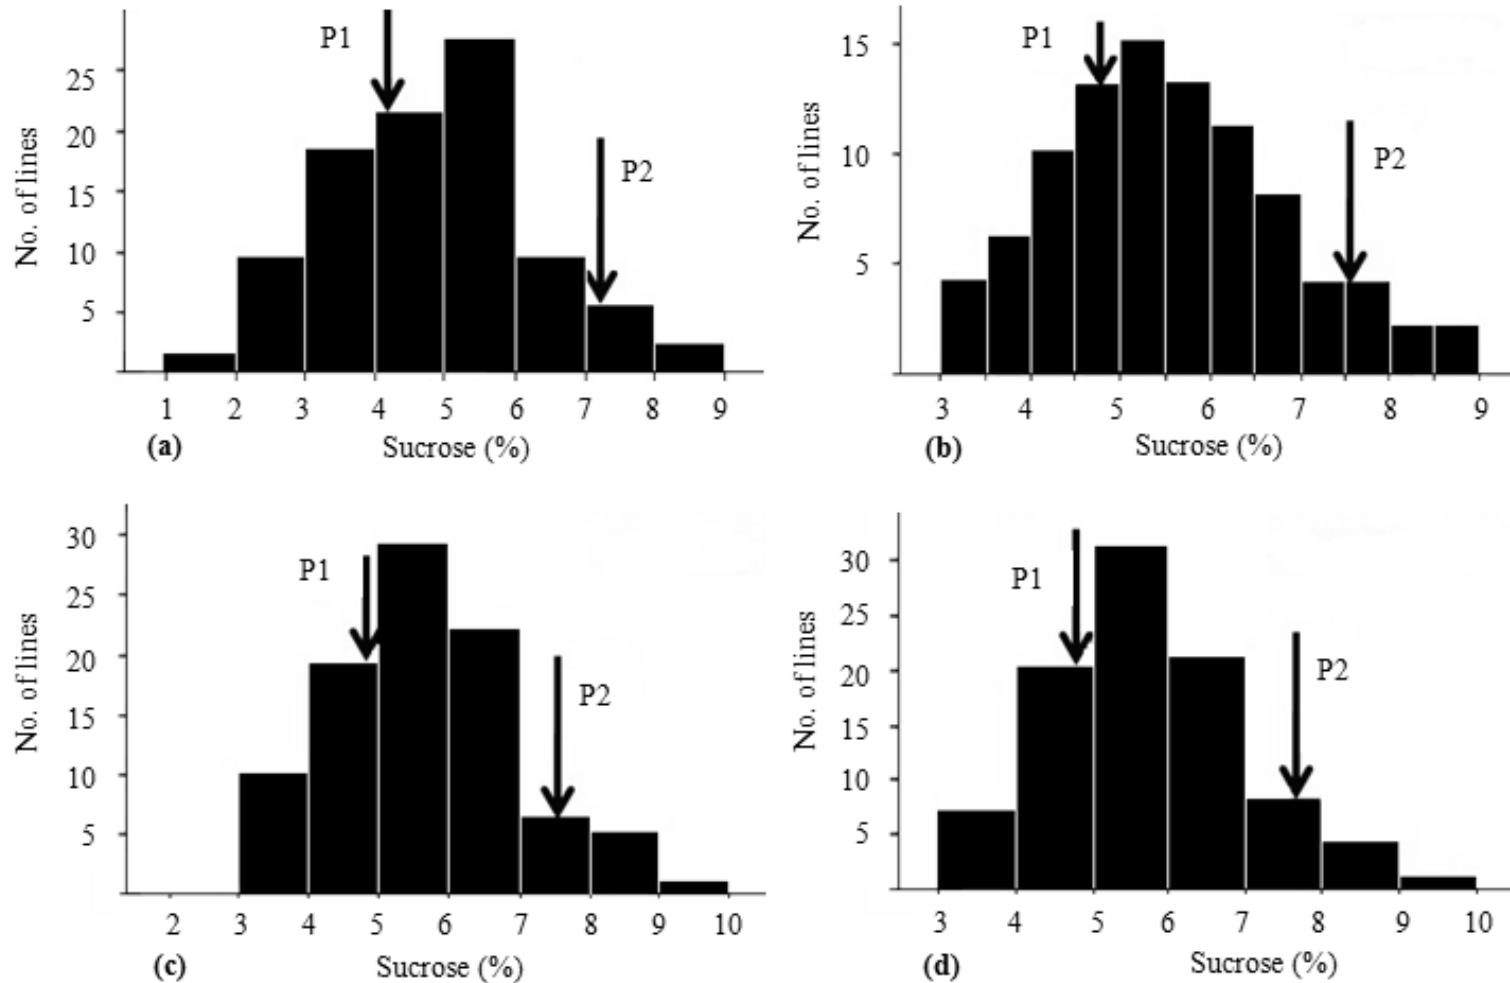 No. of lines
25
20
15
10
5
P1
P2
1 2 3 4 5 6 7 8 9
(a) Sucrose (%)
No. of lines
15
10
5
P1
P2
3 4 5 6 7 8 9
(b) Sucrose (%)
No. of lines
30
25
20
15
10
5
P1
P2
2 3 4 5 6 7 8 9 10
(c) Sucrose (%)
No. of lines
30
25
20
15
10
5
P1
P2
3 4 5 6 7 8 9 10
(d) Sucrose (%)